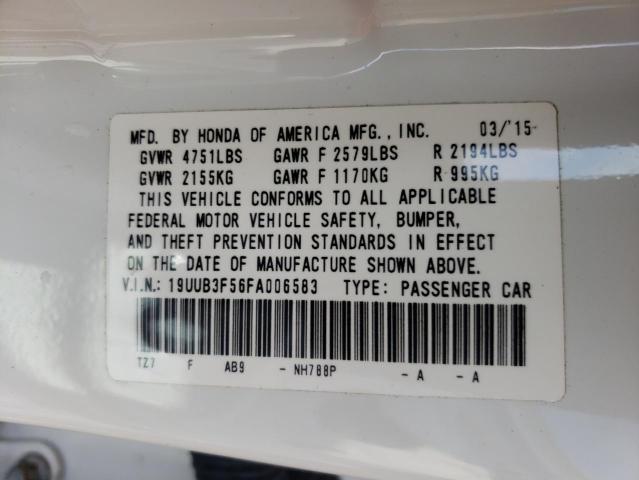 MFD. BY HONDA OF AMERICA MFG., INC. 03/'15
GVWR 4751LBS GAWR F 2579LBS R 2194LBS
GVWR 2155KG GAWR F 1170KG R 995KG
THIS VEHICLE CONFORMS TO ALL APPLICABLE
FEDERAL MOTOR VEHICLE SAFETY, BUMPER,
AND THEFT PREVENTION STANDARDS IN EFFECT
ON THE DATE OF MANUFACTURE SHOWN ABOVE.
V.I.N.: 19UUB3F56FA006583 TYPE: PASSENGER CAR
TZ7 F AB9 - NH788P - A - A